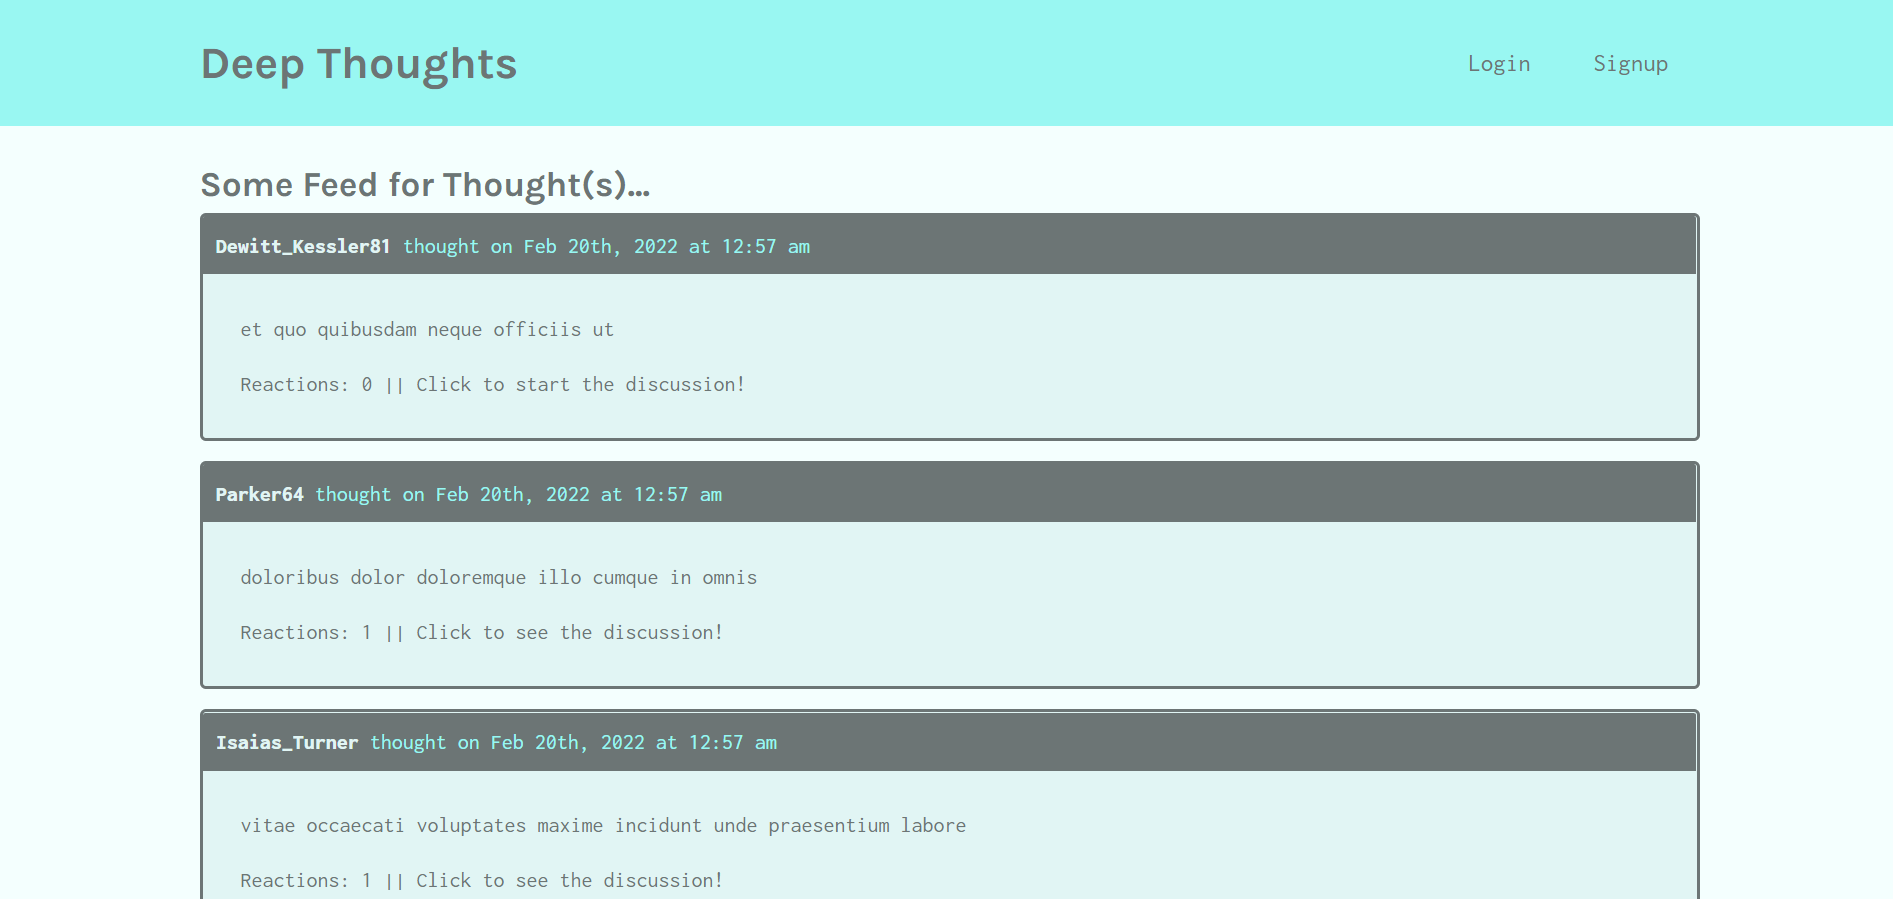 Deep Thoughts
Login
Signup
Some Feed for Thought(s)...
Dewitt_Kessler81 thought on Feb 20th, 2022 at 12:57 am
et quo quibusdam neque officiis ut
Reactions: 0 || Click to start the discussion!
Parker64 thought on Feb 20th, 2022 at 12:57 am
doloribus dolor doloremque illo cumque in omnis
Reactions: 1 || Click to see the discussion!
Isaias_Turner thought on Feb 20th, 2022 at 12:57 am
vitae occaecati voluptates maxime incidunt unde praesentium labore
Reactions: 1 || Click to see the discussion!